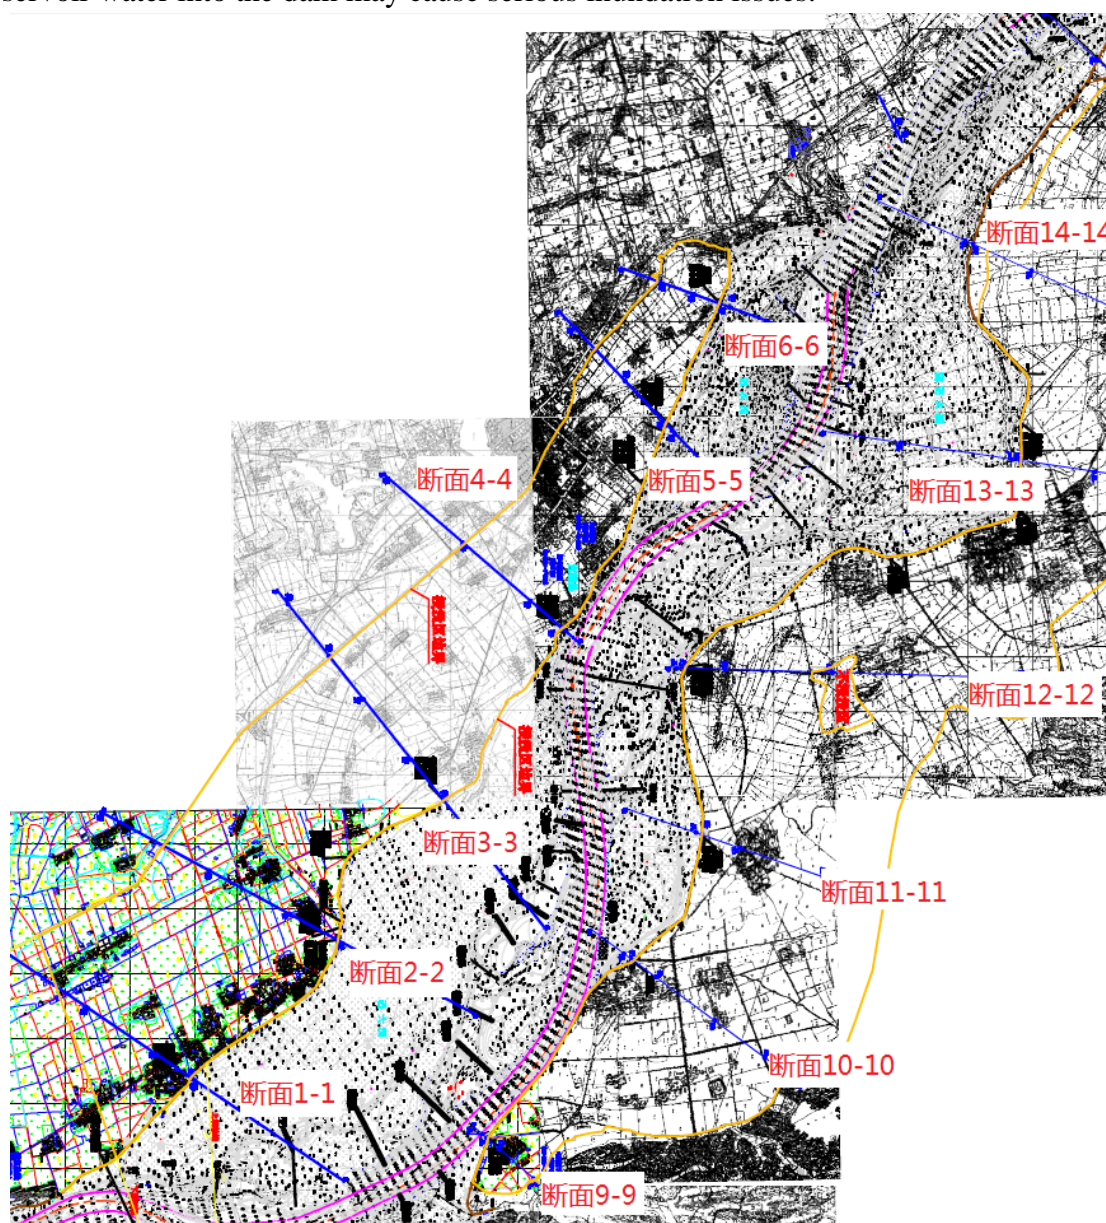 servoir water into the dam may cause serious inundation issues.
断面14-14
断面6-6
断面4-4
断面5-5
断面13-13
断面12-12
断面3-3
断面11-11
断面2-2
断面10-10
断面1-1
断面9-9